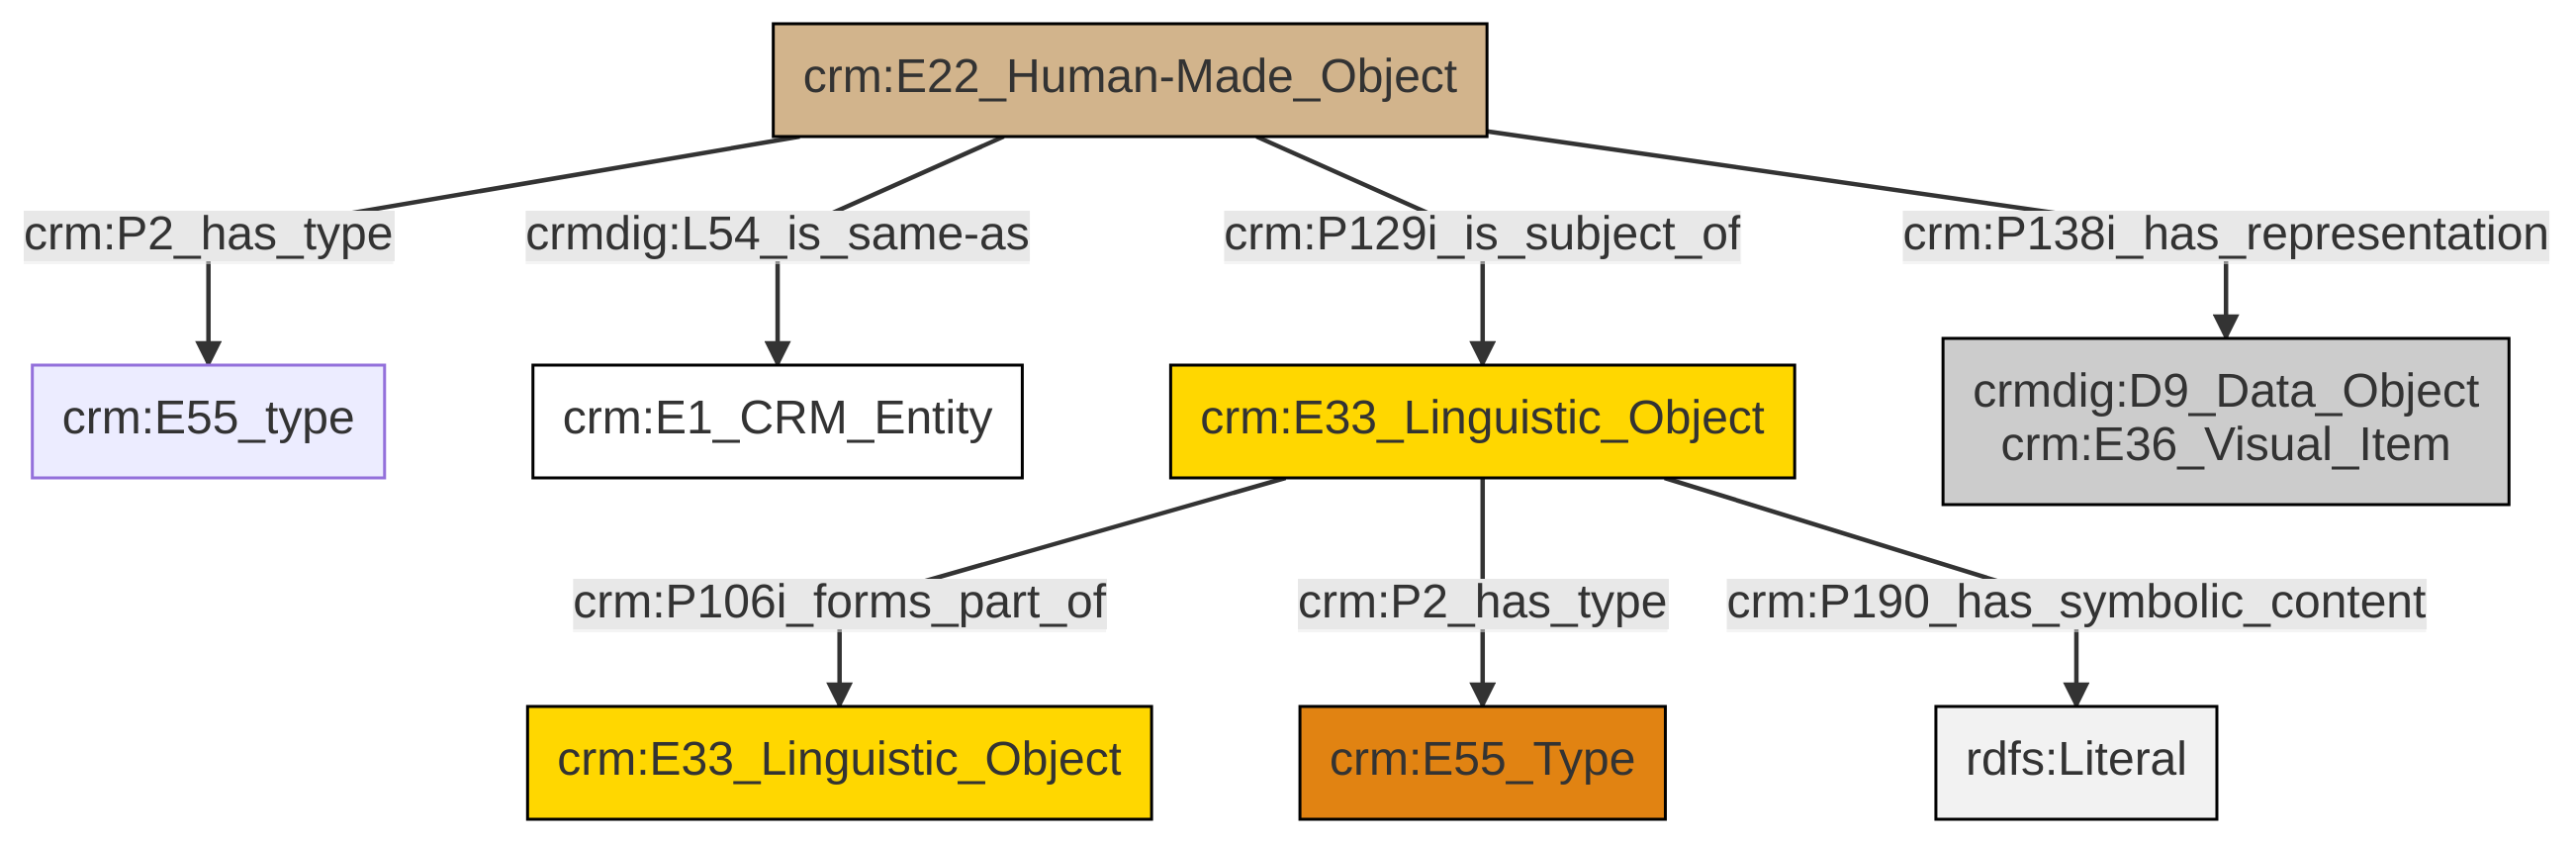 crm:E22_Human-Made_Object
crm:P2_has_type
crmdig:L54_is_same-as
crm:P129i_is_subject_of
crm:P138i_has_representation
crm:E55_type
crm:E1_CRM_Entity
crm:E33_Linguistic_Object
crmdig:D9_Data_Object
crm:E36_Visual_Item
crm:P106i_forms_part_of
crm:P2_has_type
crm:P190_has_symbolic_content
crm:E33_Linguistic_Object
crm:E55_Type
rdfs:Literal